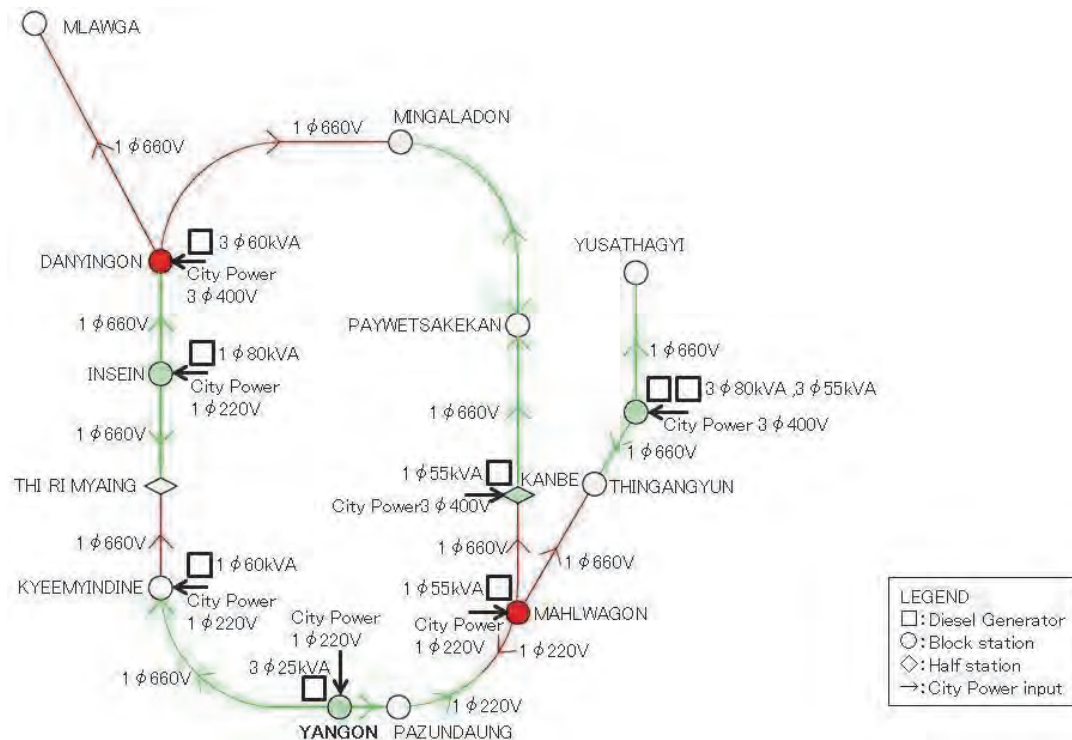 MLAWGA
MINGALADON
1φ660V
1φ660V
3φ60kVA
DANYINGON
City Power
3φ400V
YUSATHAGYI
1φ660V
PAYWETSAKEKAN
1φ80kVA
INSEIN
City Power
1φ220V
1φ660V
3φ80kVA ,3φ55kVA
City Power 3φ400V
1φ660V
1φ660V
1φ660V
THI RI MYAING
1φ55kVA
KANBE
THINGANGYUN
City Power3φ400V
1φ660V
1φ660V
1φ660V
1φ60kVA
KYEEMYINDINE
City Power
1φ220V
1φ55kVA
MAHLWAGON
City Power
1φ220V
1φ220V
City Power
1φ220V
3φ25kVA
1φ660V
1φ220V
YANGON
PAZUNDAUNG
LEGEND
:Diesel Generator
:Block station
:Half station
:City Power input